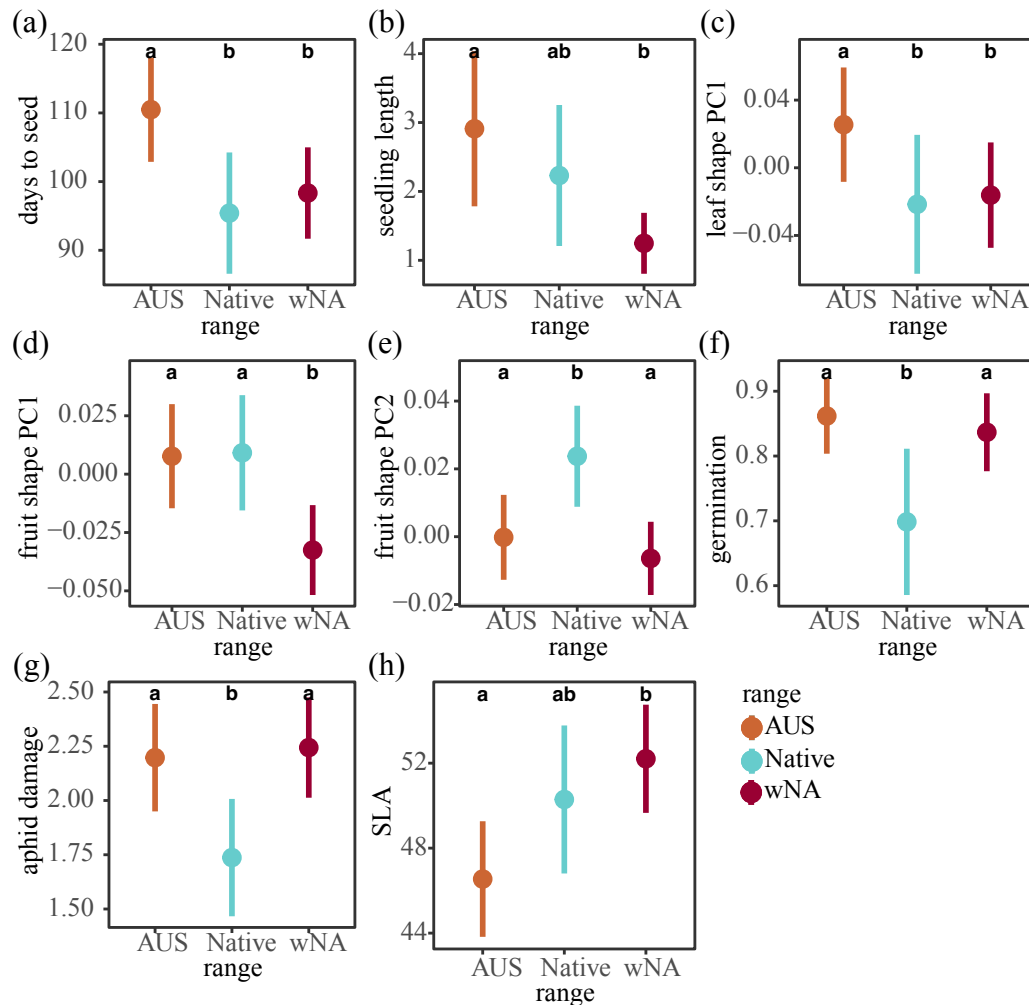 (a)
120
110
100
90
days to seed
a b b
AUS Native wNA
range
(b)
4
3
2
1
seedling length
a ab b
AUS Native wNA
range
(c)
0.04
0.00
−0.04
leaf shape PC1
a b b
AUS Native wNA
range
(d)
0.025
0.000
−0.025
−0.050
fruit shape PC1
a a b
AUS Native wNA
range
(e)
0.04
0.02
0.00
−0.02
fruit shape PC2
a b a
AUS Native wNA
range
(f)
0.9
0.8
0.7
0.6
germination
a b a
AUS Native wNA
range
(g)
2.50
2.25
2.00
1.75
1.50
aphid damage
a b a
AUS Native wNA
range
(h)
52
48
44
SLA
a ab b
AUS Native wNA
range
range
AUS
Native
wNA